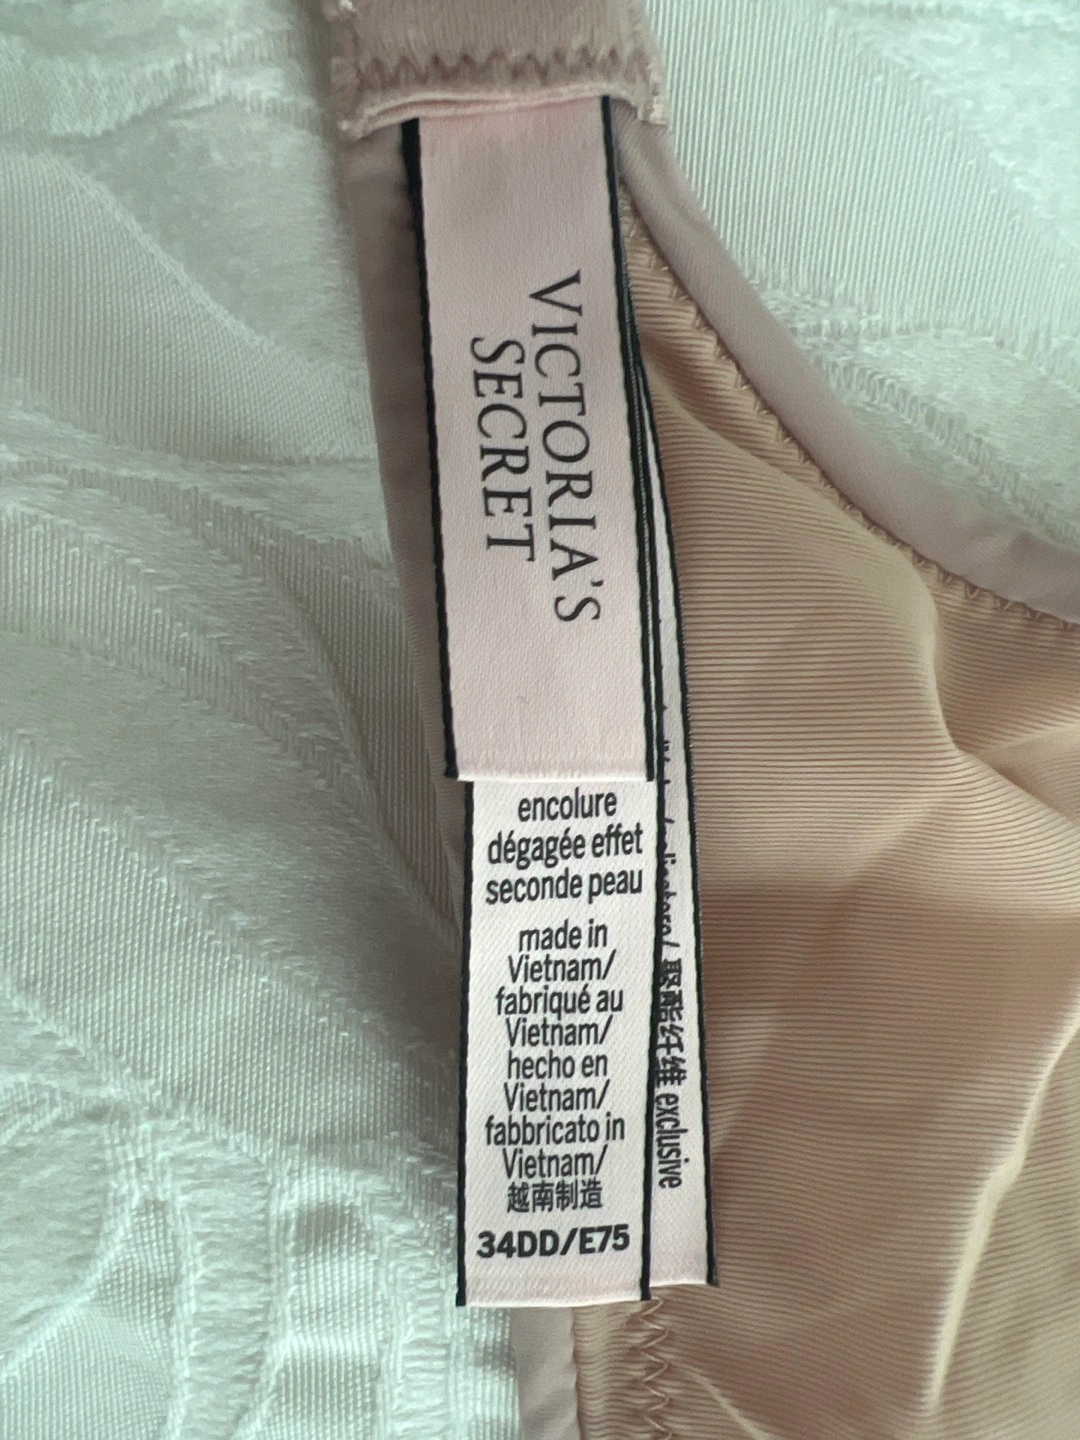 VICTORIA'S
SECRET
encolure
dégagée effet
seconde peau
made in
Vietnam/
fabriqué au
Vietnam/
hecho en
Vietnam/
fabbricato in
Vietnam/
越南制造
34DD/E75
聚酯纤维 exclusive